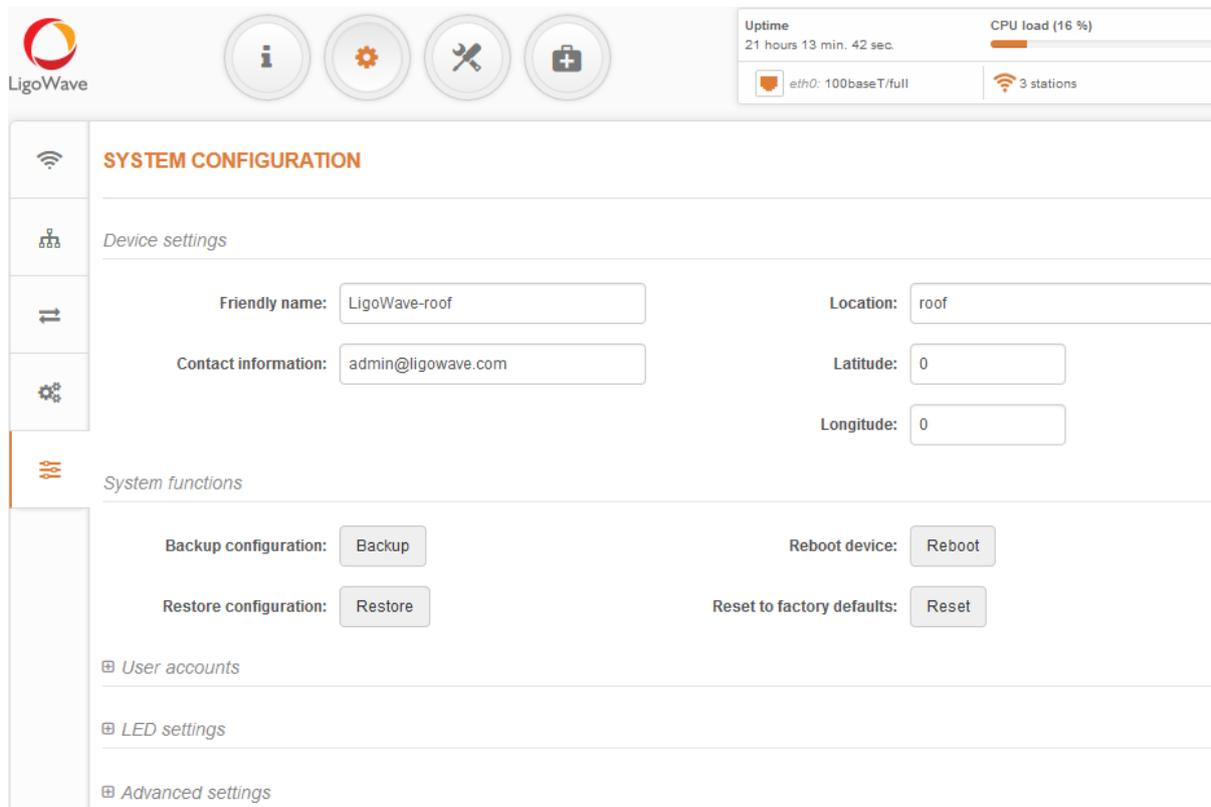 LigoWave
Uptime
21 hours 13 min. 42 sec.
CPU load (16 %)
eth0: 100baseT/full
3 stations
SYSTEM CONFIGURATION
Device settings
Friendly name: LigoWave-roof
Location: roof
Contact information: admin@ligowave.com
Latitude: 0
Longitude: 0
System functions
Backup configuration: Backup
Reboot device: Reboot
Restore configuration: Restore
Reset to factory defaults: Reset
User accounts
LED settings
Advanced settings